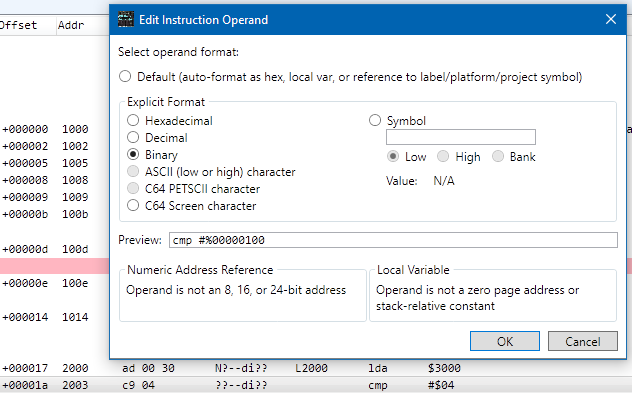 Edit Instruction Operand
Offset Addr
Select operand format:
Default (auto-format as hex, local var, or reference to label/platform/project symbol)
Explicit Format
Hexadecimal
Decimal
Binary
ASCII (low or high) character
C64 PETSCII character
C64 Screen character
Symbol
Low High Bank
Value: N/A
Preview: cmp #%00000100
Numeric Address Reference
Operand is not an 8, 16, or 24-bit address
Local Variable
Operand is not a zero page address or
stack-relative constant
OK Cancel
+000000 1000
+000002 1002
+000005 1005
+000008 1008
+000009 1009
+00000b 100b
+00000d 100d
+00000e 100e
+000014 1014
+000017 2000 ad 00 30 N?--di?? L2000 lda $3000
+00001a 2003 c9 04 ??--di?? cmp #$04